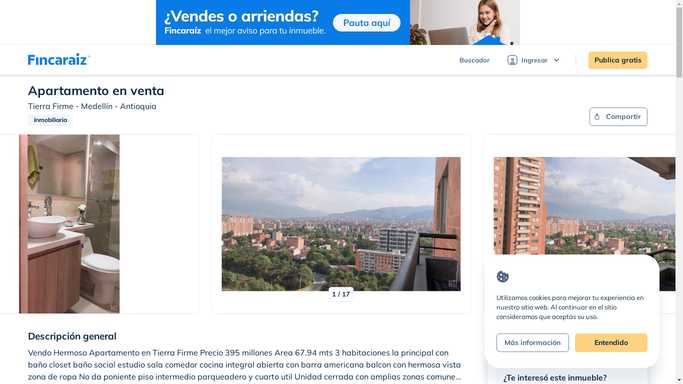 ¿Vendes o arriendas?
Fincaraíz el mejor aviso para tu inmueble.
Pauta aquí
Fincaraíz
Buscador
Ingresar
Publica gratis
Apartamento en venta
Tierra Firme - Medellín - Antioquia
Inmobiliaria
Compartir
1 / 17
Utilizamos cookies para mejorar tu experiencia en
nuestro sitio web. Al continuar en el sitio
consideramos que aceptas su uso.
Más información
Entendido
Descripción general
Vendo Hermosa Apartamento en Tierra Firme Precio 395 millones Area 67.94 mts 3 habitaciones la principal con
baño closet baño social estudio sala comedor cocina integral abierta con barra americana balcon con hermosa vista
zona de ropa No da poniente piso intermedio parqueadero y cuarto util Unidad cerrada con amplias zonas comune...
¿Te interesó este inmueble?